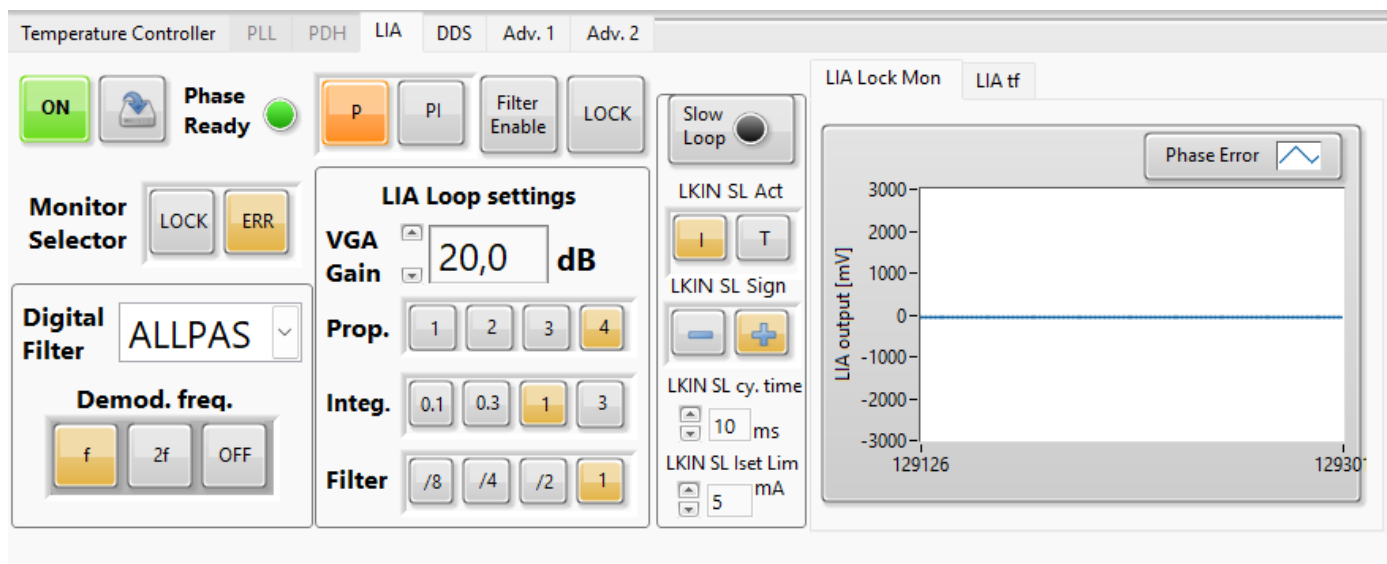 Temperature Controller PLL PDH LIA DDS Adv. 1 Adv. 2
ON
Phase
Ready
P
PI
Filter
Enable
LOCK
Monitor
Selector
LOCK
ERR
Digital
Filter
ALLPAS
Demod. freq.
f
2f
OFF
LIA Loop settings
VGA
Gain
20,0
dB
Prop.
1
2
3
4
Integ.
0.1
0.3
1
3
Filter
/8
/4
/2
1
Slow
Loop
LKIN SL Act
I
T
LKIN SL Sign
LKIN SL cy. time
10 ms
LKIN SL Iset Lim
5 mA
LIA Lock Mon
LIA tf
Phase Error
LIA output [mV]
3000
2000
1000
0
-1000
-2000
-3000
129126
129301